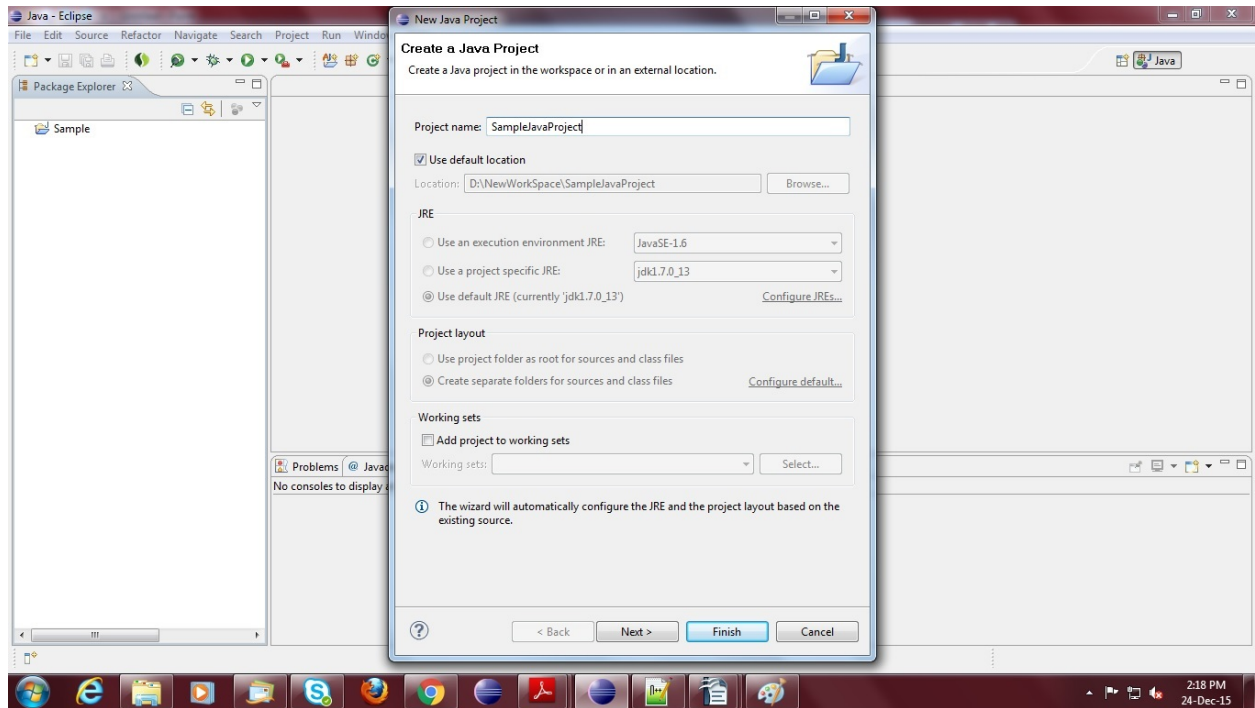 Java - Eclipse
File Edit Source Refactor Navigate Search Project Run
Package Explorer
Sample
New Java Project
Create a Java Project
Create a Java project in the workspace or in an external location.
Project name: SampleJavaProject
Use default location
Location: D:\NewWorkSpace\SampleJavaProject Browse...
JRE
Use an execution environment JRE: JavaSE-1.6
Use a project specific JRE: jdk1.7.0_13
Use default JRE (currently 'jdk1.7.0_13') Configure JREs...
Project layout
Use project folder as root for sources and class files
Create separate folders for sources and class files Configure default...
Working sets
Add project to working sets
Working sets: Select...
The wizard will automatically configure the JRE and the project layout based on the
existing source.
< Back Next > Finish Cancel
Java
Problems @ Javad
No consoles to display
2:18 PM
24-Dec-15